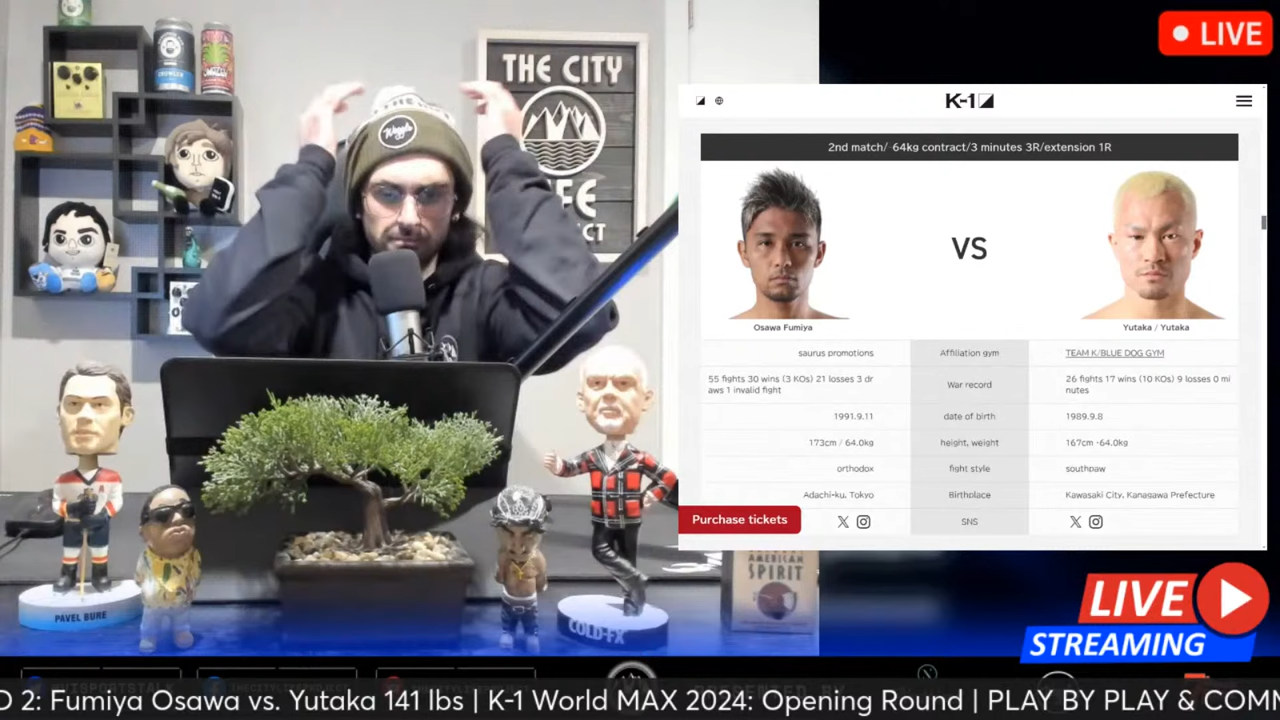 LIVE
THE CITY
Waggle
K-1
2nd match/ 64kg contract/3 minutes 3R/extension 1R
VS
Osawa Fumiya
Yutaka / Yutaka
saurus promotions
Affiliation gym
TEAM K/BLUE DOG GYM
55 fights 30 wins (3 KOs) 21 losses 3 dr
aws 1 invalid fight
War record
26 fights 17 wins (10 KOs) 9 losses 0 mi
nutes
1991.9.11
date of birth
1989.9.8
173cm / 64.0kg
height, weight
167cm ·64.0kg
orthodox
fight style
southpaw
Adachi-ku, Tokyo
Birthplace
Kawasaki City, Kanagawa Prefecture
SNS
Purchase tickets
AMERICAN
SPIRIT
PAVEL BURE
COLD-FX
LIVE
STREAMING
D 2: Fumiya Osawa vs. Yutaka 141 lbs | K-1 World MAX 2024: Opening Round | PLAY BY PLAY & COM